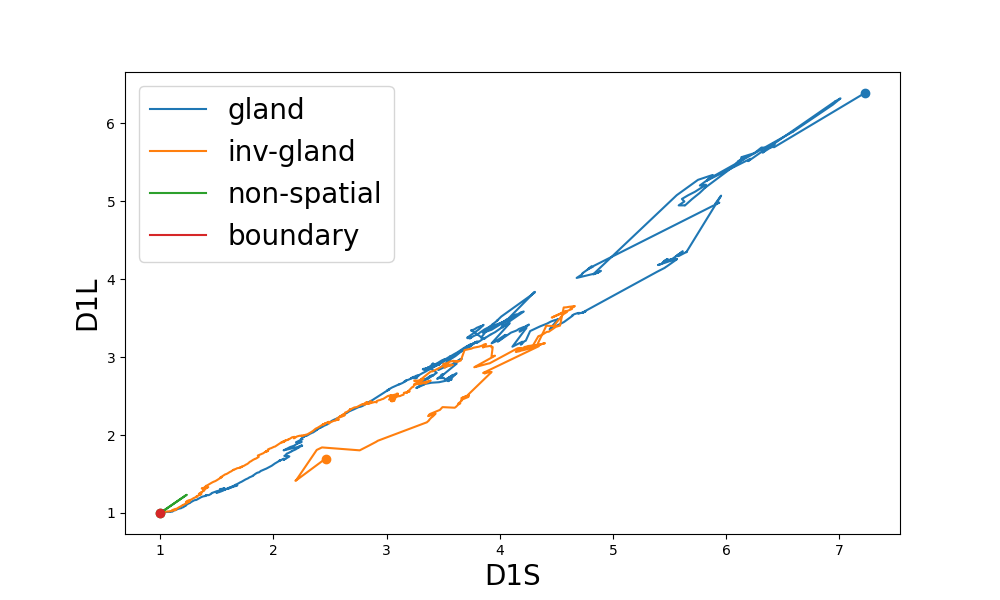 gland
inv-gland
non-spatial
boundary
6
5
4
3
2
1
D1L
1 2 3 4 5 6 7
D1S